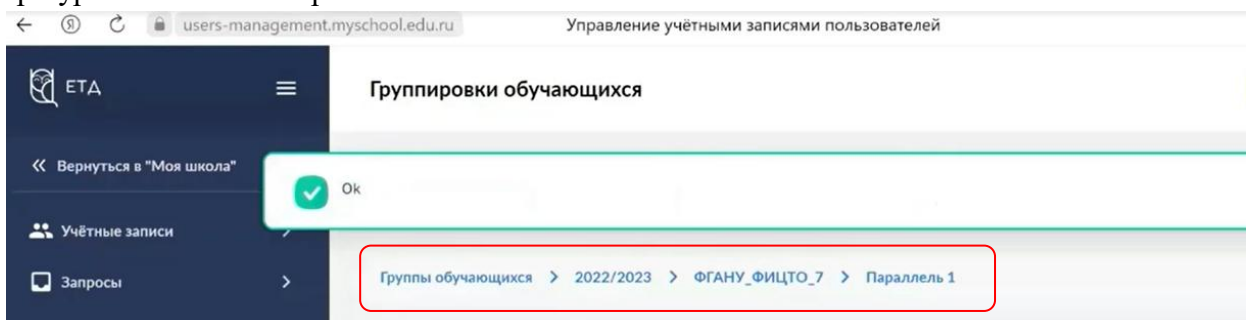 users-management.myschool.edu.ru Управление учётными записями пользователей
ЕТД Группировки обучающихся
Вернуться в "Моя школа"
Ok
Учётные записи
Группы обучающихся > 2022/2023 > ФГАНУ_ФИЦТО_7 > Параллель 1
Запросы